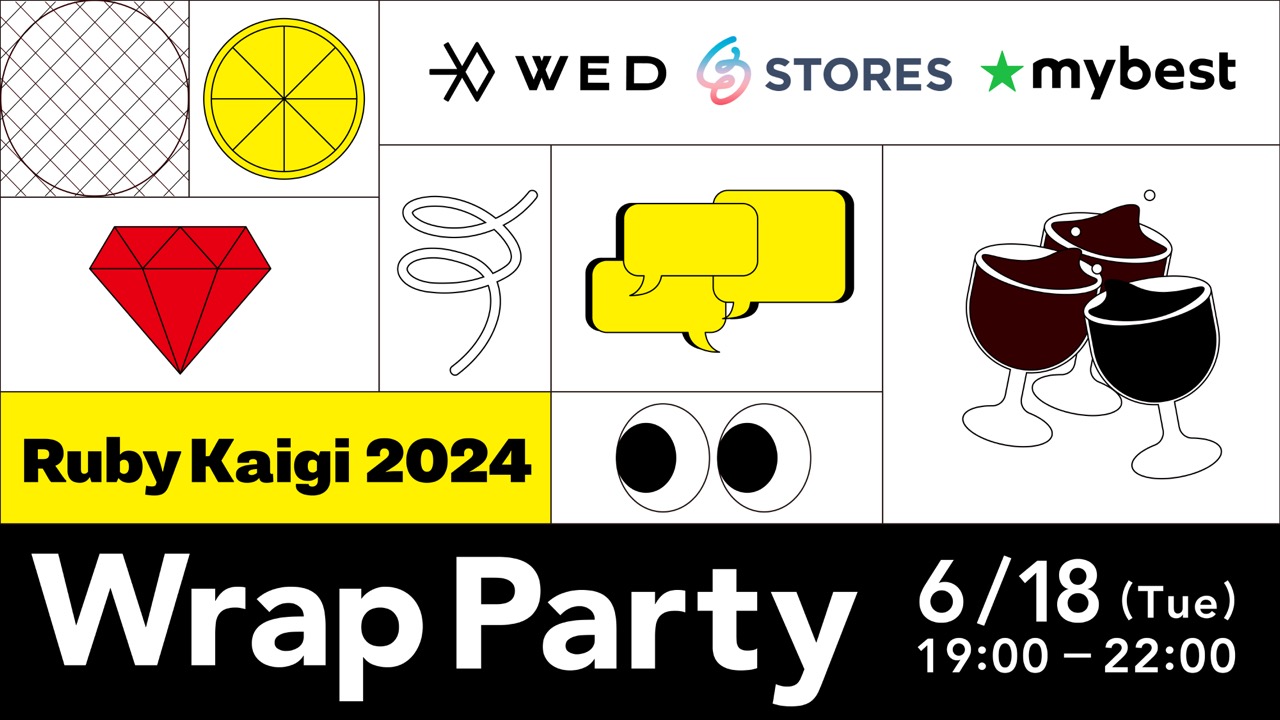 WED STORES mybest
Ruby Kaigi 2024
Wrap Party
6/18 (Tue)
19:00 – 22:00